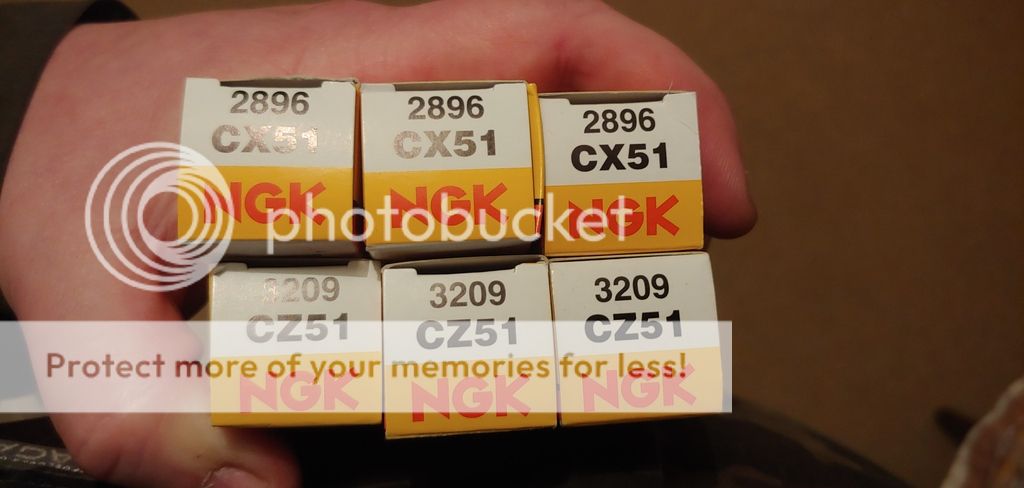 2896
CX51
NGK
2896
CX51
NGK
2896
CX51
NGK
photobucket
3209
CZ51
NGK
3209
CZ51
NGK
3209
CZ51
NGK
Protect more of your memories for less!